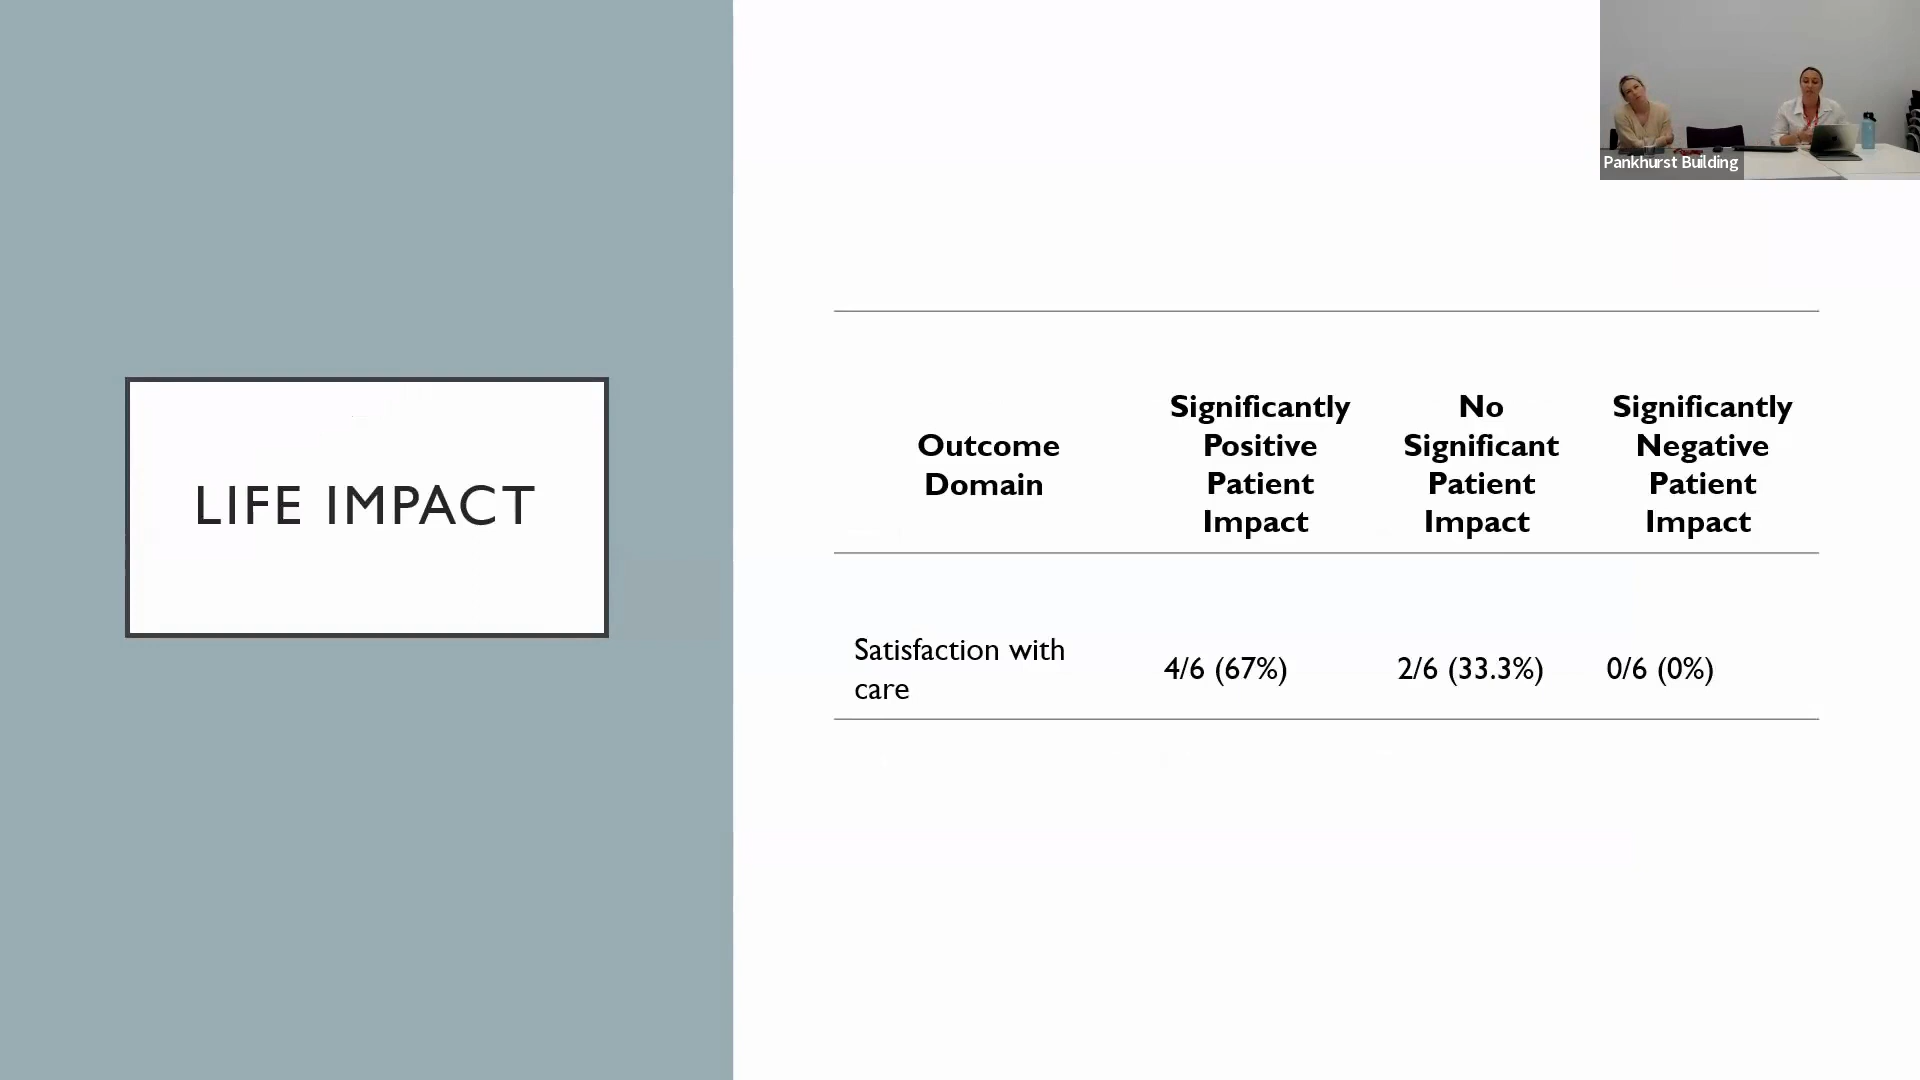 Pankhurst Building
LIFE IMPACT
Outcome
Domain
Significantly
Positive
Patient
Impact
No
Significant
Patient
Impact
Significantly
Negative
Patient
Impact
Satisfaction with
care
4/6 (67%)
2/6 (33.3%)
0/6 (0%)